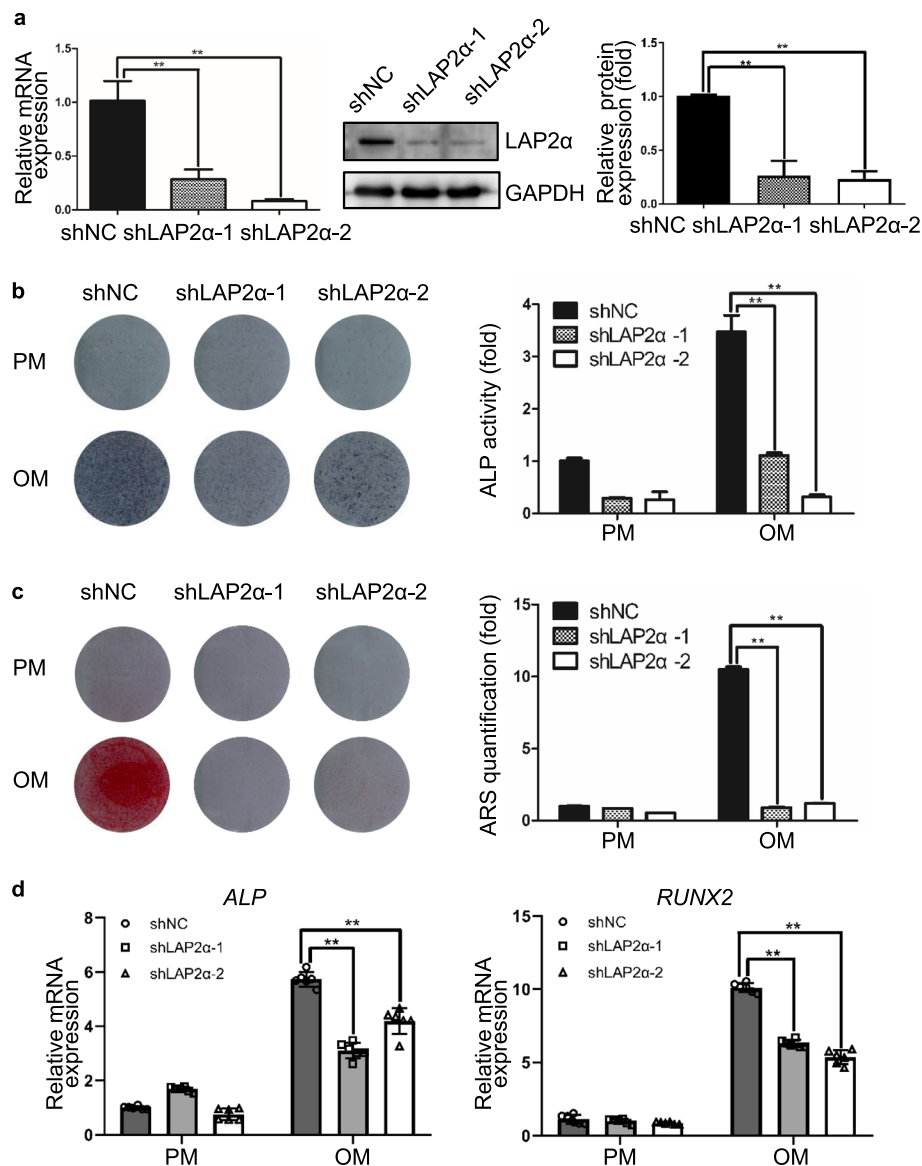 a
Relative mRNA
expression
1.5
1.0
0.5
0.0
**
**
shNC shLAP2α-1 shLAP2α-2
shNC
shLAP2α-1
shLAP2α-2
LAP2α
GAPDH
Relative protein
expression (fold)
1.5
1.0
0.5
0.0
**
**
shNC shLAP2α-1 shLAP2α-2
b
shNC shLAP2α-1 shLAP2α-2
PM
OM
ALP activity (fold)
4
3
2
1
0
shNC
shLAP2α -1
shLAP2α -2
**
**
PM OM
c
shNC shLAP2α-1 shLAP2α-2
PM
OM
ARS quantification (fold)
15
10
5
0
shNC
shLAP2α -1
shLAP2α -2
**
**
PM OM
d
ALP
Relative mRNA
expression
8
6
4
2
0
shNC
shLAP2α-1
shLAP2α-2
**
**
PM OM
RUNX2
Relative mRNA
expression
15
10
5
0
shNC
shLAP2α-1
shLAP2α-2
**
**
PM OM